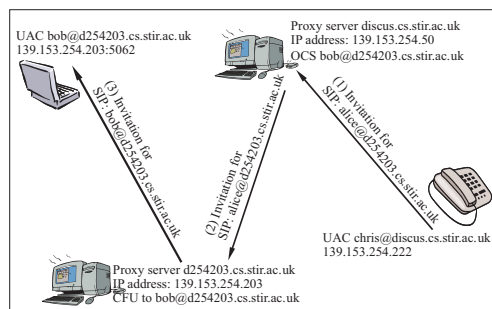 UAC bob@d254203.cs.stir.ac.uk
139.153.254.203:5062
Proxy server discus.cs.stir.ac.uk
IP address: 139.153.254.50
OCS bob@d254203.cs.stir.ac.uk
(3) Invitation for
SIP: bob@d254203.cs.stir.ac.uk
(2) Invitation for
SIP: alice@d254203.cs.stir.ac.uk
(1) Invitation for
SIP: alice@d254203.cs.stir.ac.uk
UAC chris@discus.cs.stir.ac.uk
139.153.254.222
Proxy server d254203.cs.stir.ac.uk
IP address: 139.153.254.203
CFU to bob@d254203.cs.stir.ac.uk